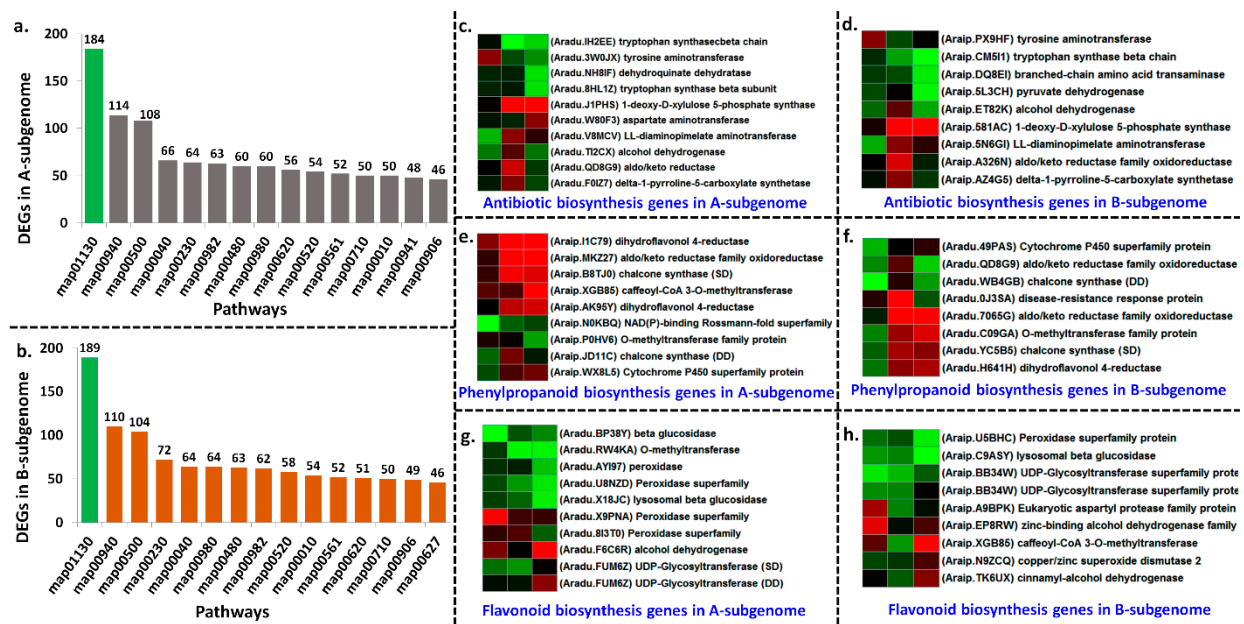 a.
DEGs in A-subgenome
200
150
100
50
0
184
114
108
66
64
63
60
60
56
54
52
50
50
48
46
map01130
map00940
map00500
map00040
map00230
map00982
map00480
map00980
map00620
map00520
map00561
map00710
map00010
map00941
map00906
Pathways
b.
DEGs in B-subgenome
200
150
100
50
0
189
110
104
72
64
64
63
62
58
54
52
51
50
49
46
map01130
map00940
map00500
map00230
map00040
map00980
map00480
map00982
map00520
map00010
map00561
map00620
map00710
map00906
map00627
Pathways
c.
(Aradu.IH2EE) tryptophan synthasecbeta chain
(Aradu.3W0JX) tyrosine aminotransferase
(Aradu.NH8IF) dehydroquinate dehydratase
(Aradu.8HL1Z) tryptophan synthase beta subunit
(Aradu.J1PHS) 1-deoxy-D-xylulose 5-phosphate synthase
(Aradu.W80F3) aspartate aminotransferase
(Aradu.V8MCV) LL-diaminopimelate aminotransferase
(Aradu.TI2CX) alcohol dehydrogenase
(Aradu.QD8G9) aldo/keto reductase
(Aradu.F0IZ7) delta-1-pyrroline-5-carboxylate synthetase
Antibiotic biosynthesis genes in A-subgenome
d.
(Araip.PX9HF) tyrosine aminotransferase
(Araip.CM5I1) tryptophan synthase beta chain
(Araip.DQ8EI) branched-chain amino acid transaminase
(Araip.5L3CH) pyruvate dehydrogenase
(Araip.ET82K) alcohol dehydrogenase
(Araip.581AC) 1-deoxy-D-xylulose 5-phosphate synthase
(Araip.5N6GI) LL-diaminopimelate aminotransferase
(Araip.A326N) aldo/keto reductase family oxidoreductase
(Araip.AZ4G5) delta-1-pyrroline-5-carboxylate synthetase
Antibiotic biosynthesis genes in B-subgenome
e.
(Araip.I1C79) dihydroflavonol 4-reductase
(Araip.MKZ27) aldo/keto reductase family oxidoreductase
(Araip.B8TJ0) chalcone synthase (SD)
(Araip.XGB85) caffeoyl-CoA 3-O-methyltransferase
(Araip.AK95Y) dihydroflavonol 4-reductase
(Araip.N0KBQ) NAD(P)-binding Rossmann-fold superfamily
(Araip.P0HV6) O-methyltransferase family protein
(Araip.JD11C) chalcone synthase (DD)
(Araip.WX8L5) Cytochrome P450 superfamily protein
Phenylpropanoid biosynthesis genes in A-subgenome
f.
(Aradu.49PAS) Cytochrome P450 superfamily protein
(Aradu.QD8G9) aldo/keto reductase family oxidoreductase
(Aradu.WB4GB) chalcone synthase (DD)
(Aradu.0J3SA) disease-resistance response protein
(Aradu.7065G) aldo/keto reductase family oxidoreductase
(Aradu.C09GA) O-methyltransferase family protein
(Aradu.YC5B5) chalcone synthase (SD)
(Aradu.H641H) dihydroflavonol 4-reductase
Phenylpropanoid biosynthesis genes in B-subgenome
g.
(Aradu.BP38Y) beta glucosidase
(Aradu.RW4KA) O-methyltransferase
(Aradu.AYI97) peroxidase
(Aradu.U8NZD) Peroxidase superfamily
(Aradu.X18JC) lysosomal beta glucosidase
(Aradu.X9PNA) Peroxidase superfamily
(Aradu.8I3T0) Peroxidase superfamily
(Aradu.F6C6R) alcohol dehydrogenase
(Aradu.FUM6Z) UDP-Glycosyltransferase (SD)
(Aradu.FUM6Z) UDP-Glycosyltransferase (DD)
Flavonoid biosynthesis genes in A-subgenome
h.
(Araip.U5BHC) Peroxidase superfamily protein
(Araip.C9ASY) lysosomal beta glucosidase
(Araip.BB34W) UDP-Glycosyltransferase superfamily prote
(Araip.BB34W) UDP-Glycosyltransferase superfamily prote
(Araip.A9BPK) Eukaryotic aspartyl protease family protein
(Araip.EP8RW) zinc-binding alcohol dehydrogenase family
(Araip.XGB85) caffeoyl-CoA 3-O-methyltransferase
(Araip.N9ZCQ) copper/zinc superoxide dismutase 2
(Araip.TK6UX) cinnamyl-alcohol dehydrogenase
Flavonoid biosynthesis genes in B-subgenome